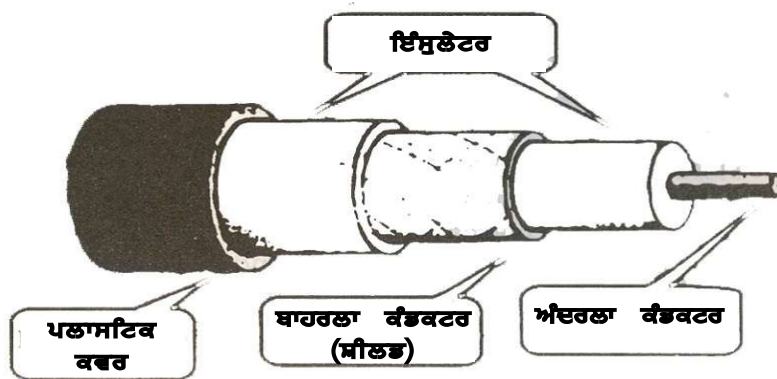 ਇੰਸੁਲੇਟਰ
ਪਲਾਸਟਿਕ
ਕਵਰ
ਬਾਹਰਲਾ ਕੰਡਕਟਰ
(ਸ਼ੀਲਡ)
ਅੰਦਰਲਾ ਕੰਡਕਟਰ